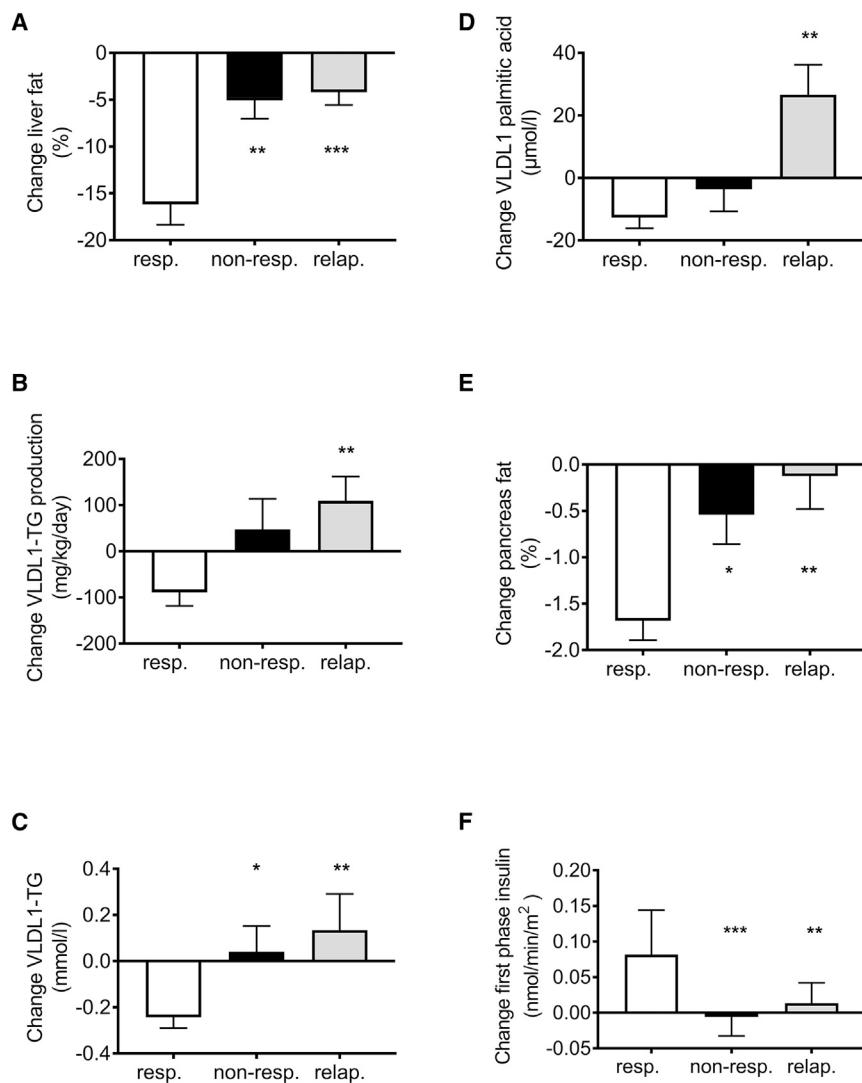 A
Change liver fat
(%)
0
-5
-10
-15
-20
**
***
resp.
non-resp.
relap.
B
Change VLDL1-TG production
(mg/kg/day)
200
100
0
-100
-200
**
resp.
non-resp.
relap.
C
Change VLDL1-TG
(mmol/l)
0.4
0.2
0.0
-0.2
-0.4
*
**
resp.
non-resp.
relap.
D
Change VLDL1 palmitic acid
(µmol/l)
40
20
0
-20
**
resp.
non-resp.
relap.
E
Change pancreas fat
(%)
0.0
-0.5
-1.0
-1.5
-2.0
*
**
resp.
non-resp.
relap.
F
Change first phase insulin
(nmol/min/m²)
0.20
0.15
0.10
0.05
0.00
-0.05
***
**
resp.
non-resp.
relap.